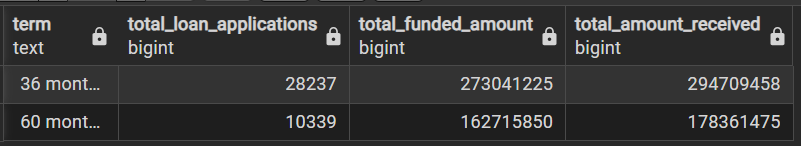 term total_loan_applications total_funded_amount total_amount_received
text bigint bigint bigint
36 mont... 28237 273041225 294709458
60 mont... 10339 162715850 178361475